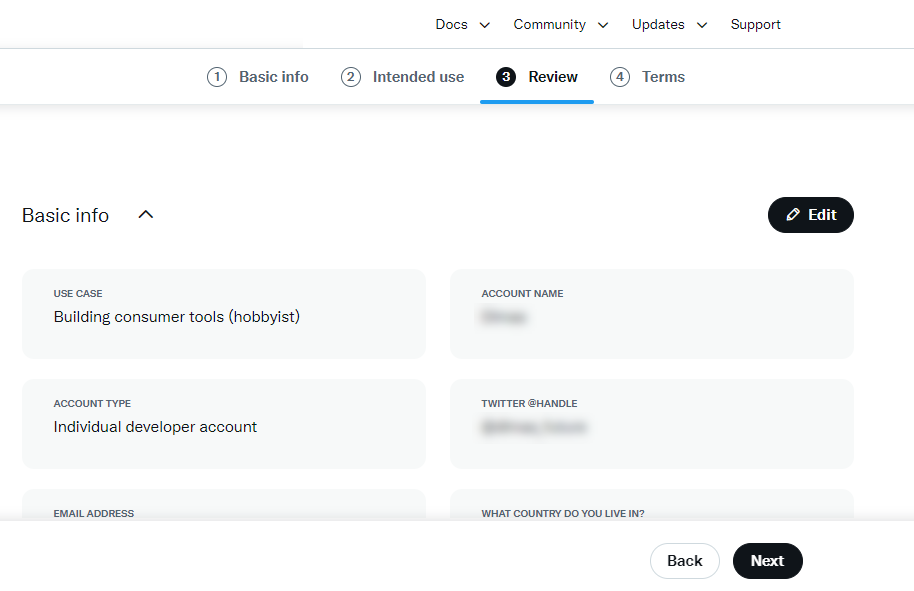 Docs Community Updates Support
1 Basic info 2 Intended use 3 Review 4 Terms
Basic info
Edit
USE CASE
Building consumer tools (hobbyist)
ACCOUNT NAME
ACCOUNT TYPE
Individual developer account
TWITTER @HANDLE
EMAIL ADDRESS
WHAT COUNTRY DO YOU LIVE IN?
Back Next